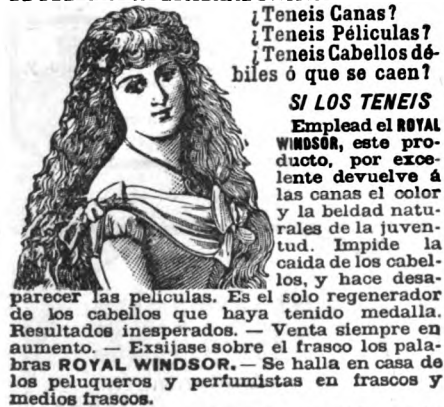 ¿Teneis Canas?
¿Teneis Péliculas?
¿Teneis Cabellos dé-
biles ó que se caen?
SI LOS TENEIS
Emplead el ROYAL
WINDSOR, este pro-
ducto, por exce-
lente devuelve á
las canas el color
y la beldad natu-
rales de la juven-
tud. Impide la
caida de los cabel-
los, y hace desa-
parecer las peliculas. Es el solo regenerador
de los cabellos que haya tenido medalla.
Resultados inesperados. — Venta siempre en
aumento. — Exsijase sobre el frasco los pala-
bras ROYAL WINDSOR. — Se halla en casa de
los peluqueros y perfumistas en frascos y
medios frascos.